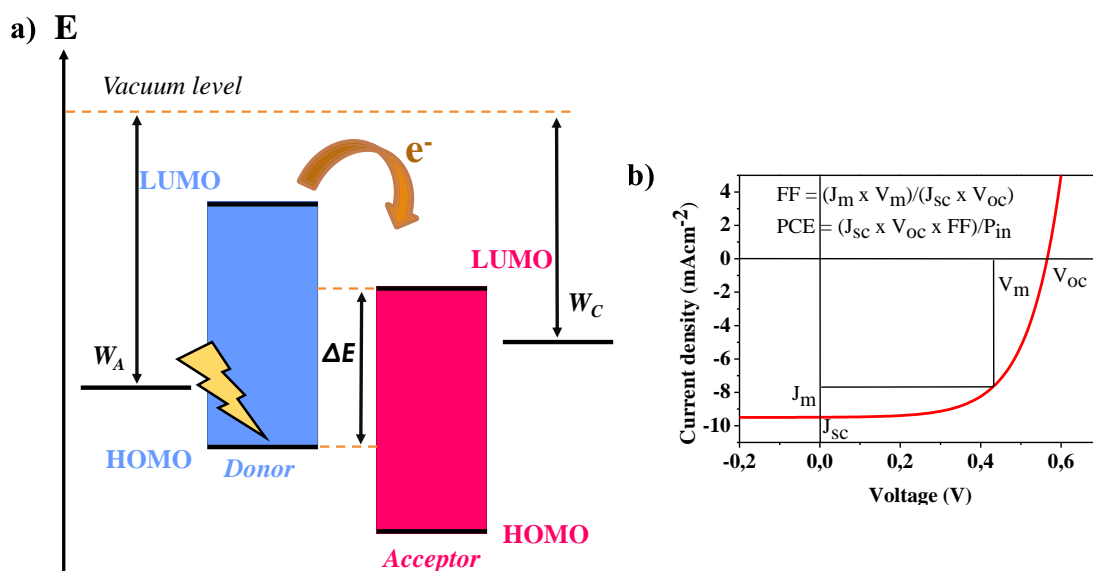 a) E
Vacuum level
LUMO
e-
LUMO
W_A
W_C
ΔE
HOMO
Donor
HOMO
Acceptor
b)
FF = (J_m x V_m)/(J_sc x V_oc)
PCE = (J_sc x V_oc x FF)/P_in
Current density (mAcm^-2)
4
2
0
-2
-4
-6
-8
-10
V_m
V_oc
J_m
J_sc
-0,2 0,0 0,2 0,4 0,6
Voltage (V)